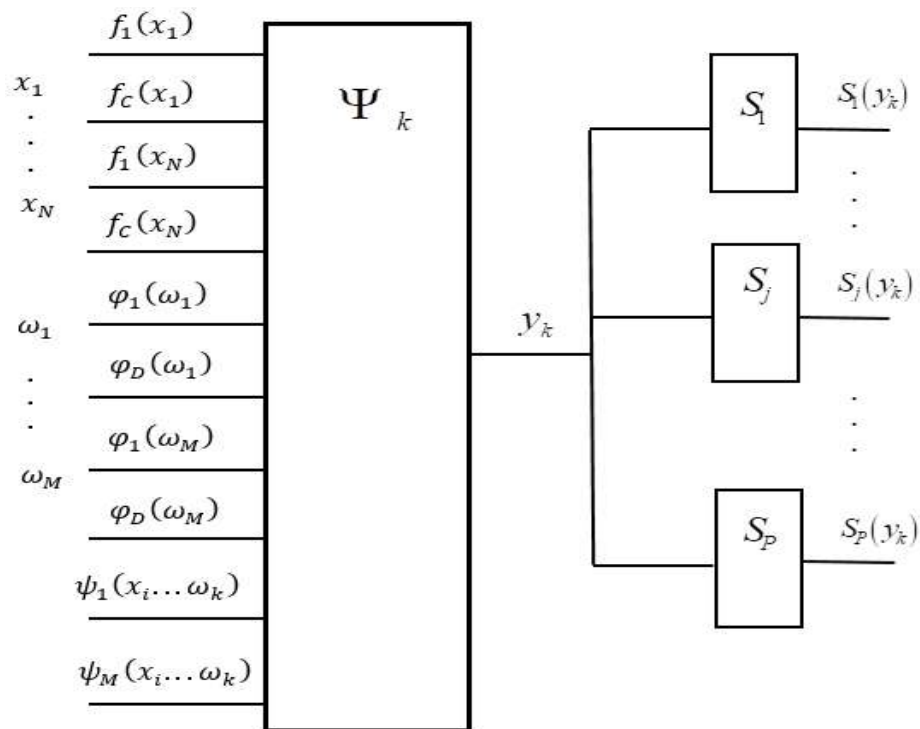 f₁(x₁)
x₁
f_C(x₁)
.
.
.
f₁(x_N)
x_N
f_C(x_N)
φ₁(ω₁)
ω₁
φ_D(ω₁)
.
.
.
φ₁(ω_M)
ω_M
φ_D(ω_M)
ψ₁(x_i...ω_k)
ψ_M(x_i...ω_k)
Ψ_k
y_k
S₁
S₁(y_k)
.
.
.
S_j
S_j(y_k)
.
.
.
S_P
S_P(y_k)